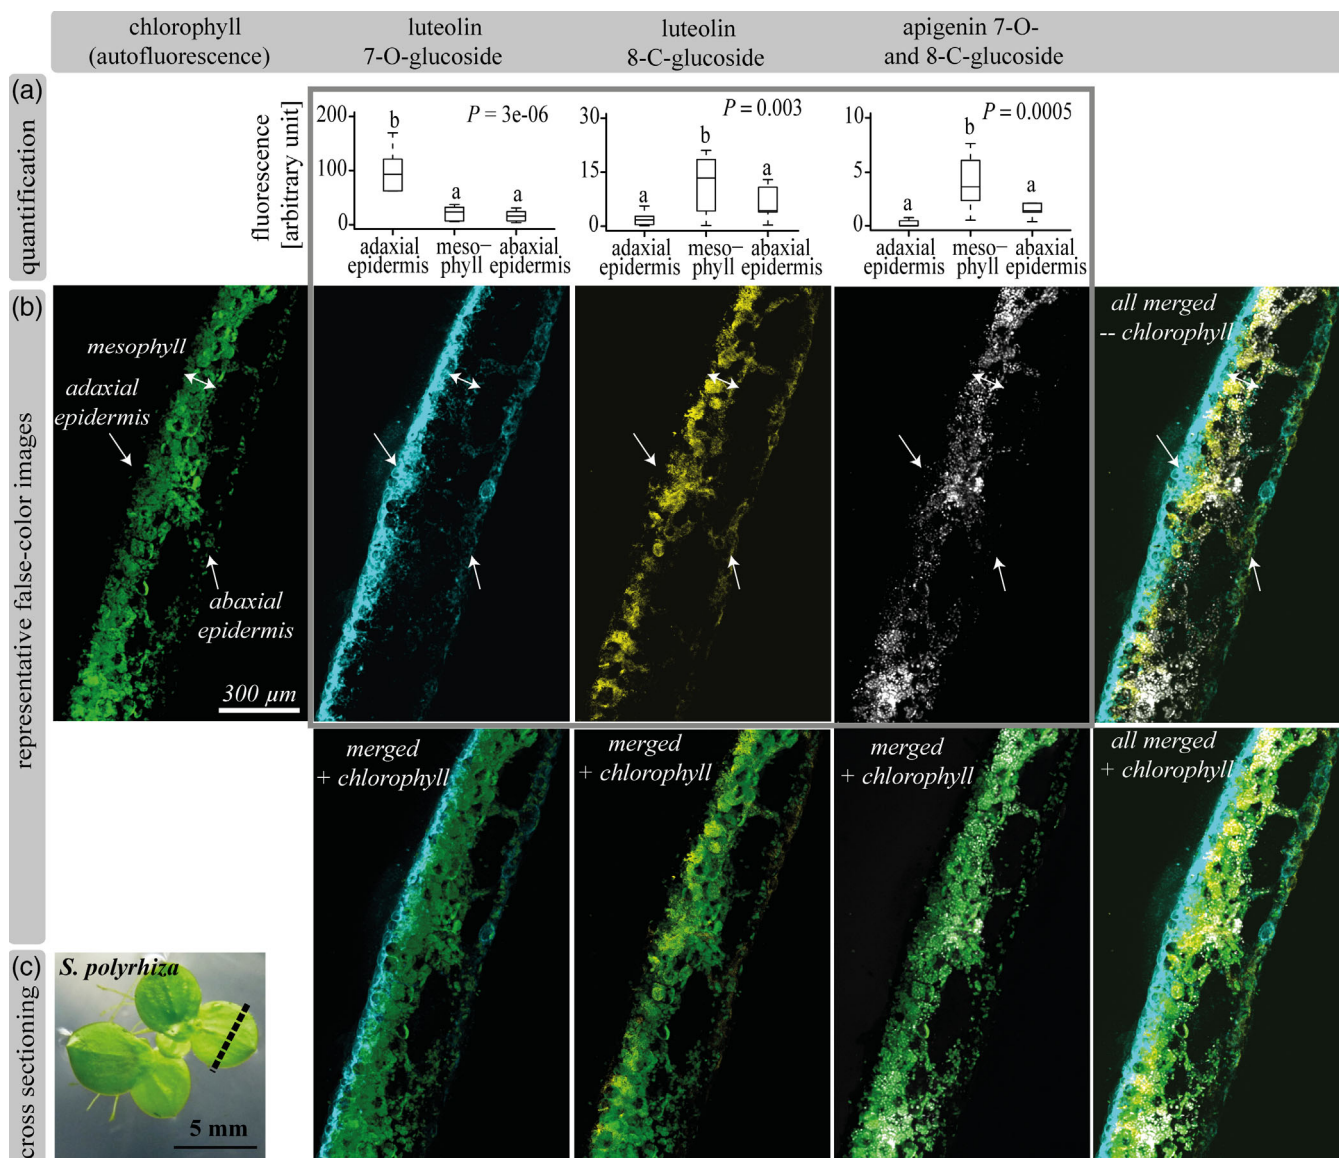 chlorophyll
(autofluorescence)
luteolin
7-O-glucoside
luteolin
8-C-glucoside
apigenin 7-O-
and 8-C-glucoside
(a)
quantification
fluorescence
[arbitrary unit]
200
100
0
b
a
a
P = 3e-06
adaxial
epidermis
meso–
phyll
abaxial
epidermis
30
15
0
a
b
a
P = 0.003
adaxial
epidermis
meso–
phyll
abaxial
epidermis
10
5
0
a
b
a
P = 0.0005
adaxial
epidermis
meso–
phyll
abaxial
epidermis
(b)
representative false-color images
mesophyll
adaxial
epidermis
abaxial
epidermis
300 µm
all merged
-- chlorophyll
merged
+ chlorophyll
merged
+ chlorophyll
merged
+ chlorophyll
all merged
+ chlorophyll
(c)
cross sectioning
S. polyrhiza
5 mm